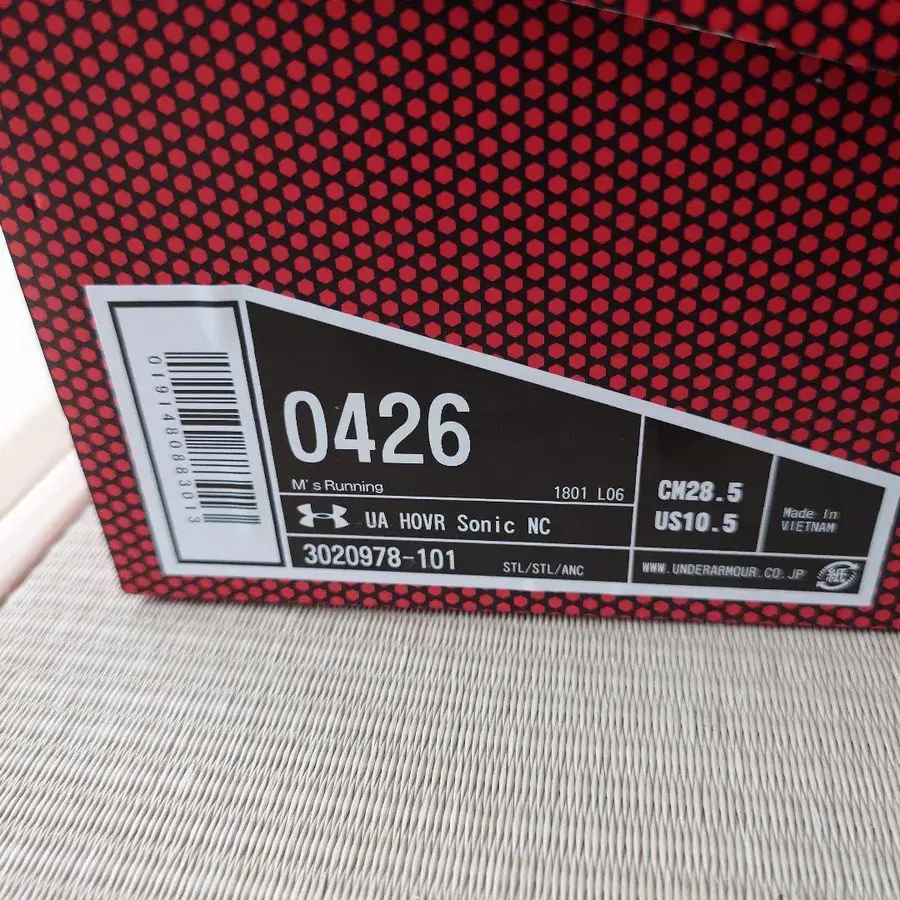 0191480883013
0426
M's Running
1801 L06
UA HOVR Sonic NC
3020978-101
STL/STL/ANC
CM28.5
US10.5
Made In
VIETNAM
WWW.UNDERARMOUR.CO.JP
紙